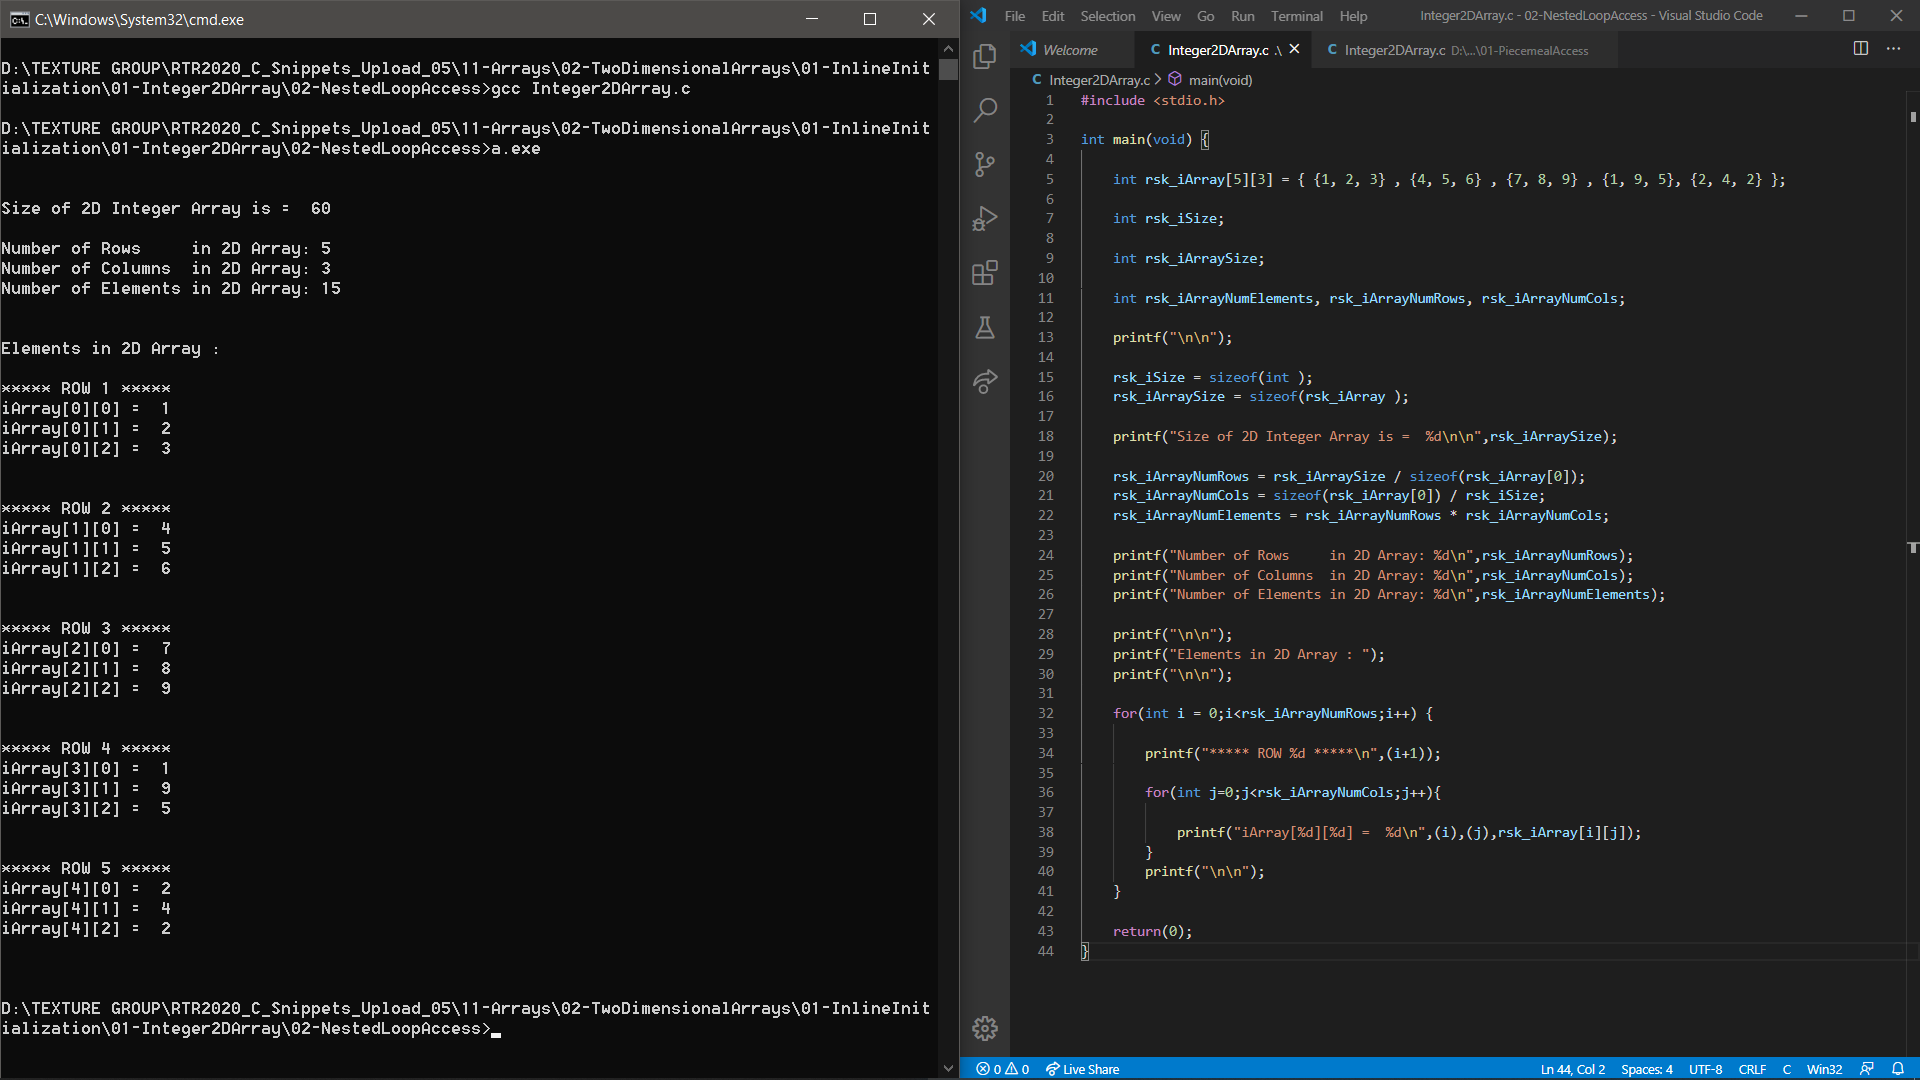 C:\Windows\System32\cmd.exe
D:\TEXTURE GROUP\RTR2020_C_Snippets_Upload_05\11-Arrays\02-TwoDimensionalArrays\01-InlineInit
ialization\01-Integer2DArray\02-NestedLoopAccess>gcc Integer2DArray.c
D:\TEXTURE GROUP\RTR2020_C_Snippets_Upload_05\11-Arrays\02-TwoDimensionalArrays\01-InlineInit
ialization\01-Integer2DArray\02-NestedLoopAccess>a.exe
Size of 2D Integer Array is =  60
Number of Rows     in 2D Array: 5
Number of Columns  in 2D Array: 3
Number of Elements in 2D Array: 15
Elements in 2D Array :
***** ROW 1 *****
iArray[0][0] =  1
iArray[0][1] =  2
iArray[0][2] =  3
***** ROW 2 *****
iArray[1][0] =  4
iArray[1][1] =  5
iArray[1][2] =  6
***** ROW 3 *****
iArray[2][0] =  7
iArray[2][1] =  8
iArray[2][2] =  9
***** ROW 4 *****
iArray[3][0] =  1
iArray[3][1] =  9
iArray[3][2] =  5
***** ROW 5 *****
iArray[4][0] =  2
iArray[4][1] =  4
iArray[4][2] =  2
D:\TEXTURE GROUP\RTR2020_C_Snippets_Upload_05\11-Arrays\02-TwoDimensionalArrays\01-InlineInit
ialization\01-Integer2DArray\02-NestedLoopAccess>
File Edit Selection View Go Run Terminal Help Integer2DArray.c - 02-NestedLoopAccess - Visual Studio Code
Welcome C Integer2DArray.c .\ C Integer2DArray.c D:\...\01-PiecemealAccess
C Integer2DArray.c > main(void)
1 #include <stdio.h>
2
3 int main(void) {
4
5     int rsk_iArray[5][3] = { {1, 2, 3} , {4, 5, 6} , {7, 8, 9} , {1, 9, 5}, {2, 4, 2} };
6
7     int rsk_iSize;
8
9     int rsk_iArraySize;
10
11     int rsk_iArrayNumElements, rsk_iArrayNumRows, rsk_iArrayNumCols;
12
13     printf("\n\n");
14
15     rsk_iSize = sizeof(int );
16     rsk_iArraySize = sizeof(rsk_iArray );
17
18     printf("Size of 2D Integer Array is =  %d\n\n",rsk_iArraySize);
19
20     rsk_iArrayNumRows = rsk_iArraySize / sizeof(rsk_iArray[0]);
21     rsk_iArrayNumCols = sizeof(rsk_iArray[0]) / rsk_iSize;
22     rsk_iArrayNumElements = rsk_iArrayNumRows * rsk_iArrayNumCols;
23
24     printf("Number of Rows     in 2D Array: %d\n",rsk_iArrayNumRows);
25     printf("Number of Columns  in 2D Array: %d\n",rsk_iArrayNumCols);
26     printf("Number of Elements in 2D Array: %d\n",rsk_iArrayNumElements);
27
28     printf("\n\n");
29     printf("Elements in 2D Array : ");
30     printf("\n\n");
31
32     for(int i = 0;i<rsk_iArrayNumRows;i++) {
33
34         printf("***** ROW %d *****\n",(i+1));
35
36         for(int j=0;j<rsk_iArrayNumCols;j++){
37
38             printf("iArray[%d][%d] =  %d\n",(i),(j),rsk_iArray[i][j]);
39         }
40         printf("\n\n");
41     }
42
43     return(0);
44 }
0 0 Live Share Ln 44, Col 2 Spaces: 4 UTF-8 CRLF C Win32